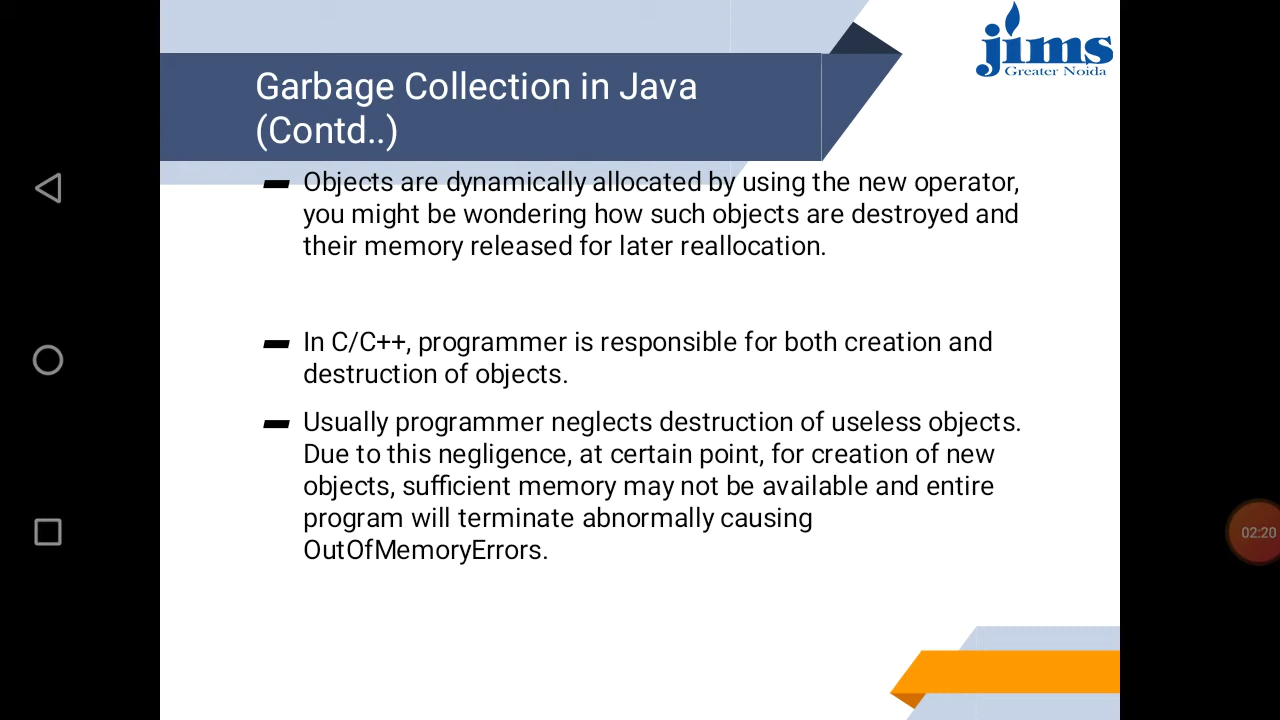 jims
Greater Noida
Garbage Collection in Java
(Contd..)
Objects are dynamically allocated by using the new operator,
you might be wondering how such objects are destroyed and
their memory released for later reallocation.
In C/C++, programmer is responsible for both creation and
destruction of objects.
Usually programmer neglects destruction of useless objects.
Due to this negligence, at certain point, for creation of new
objects, sufficient memory may not be available and entire
program will terminate abnormally causing
OutOfMemoryErrors.
02:20